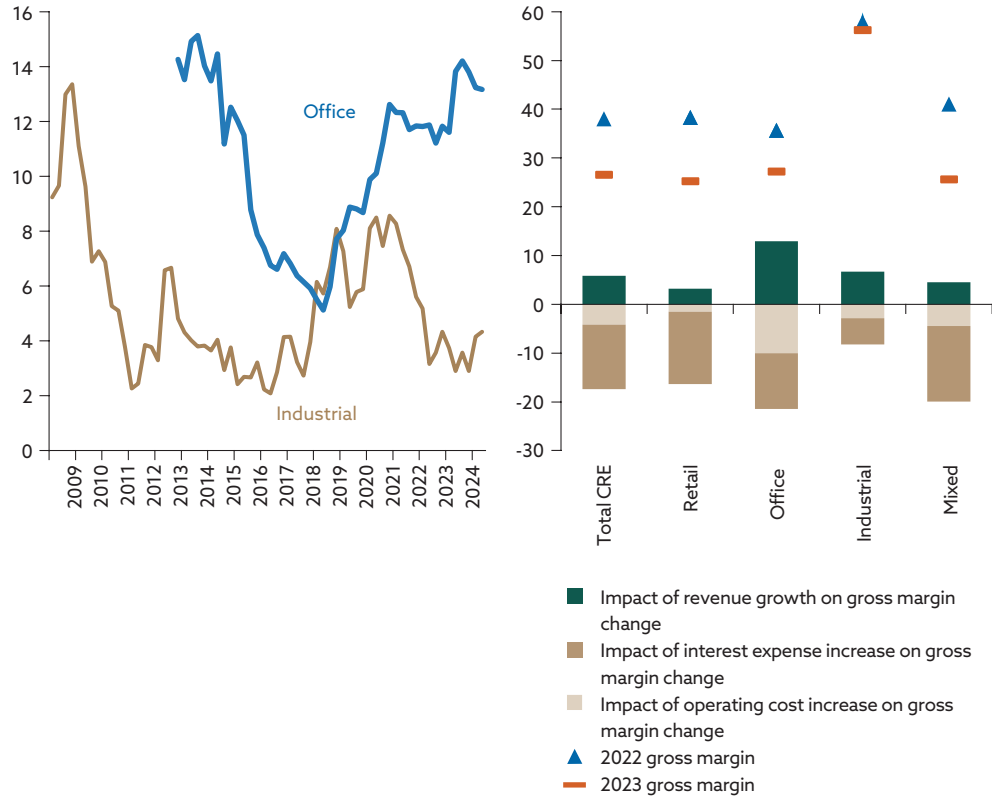 16
14
12
10
8
6
4
2
0
Office
Industrial
2009
2010
2011
2012
2013
2014
2015
2016
2017
2018
2019
2020
2021
2022
2023
2024
60
50
40
30
20
10
0
-10
-20
-30
Total CRE
Retail
Office
Industrial
Mixed
Impact of revenue growth on gross margin
change
Impact of interest expense increase on gross
margin change
Impact of operating cost increase on gross
margin change
2022 gross margin
2023 gross margin